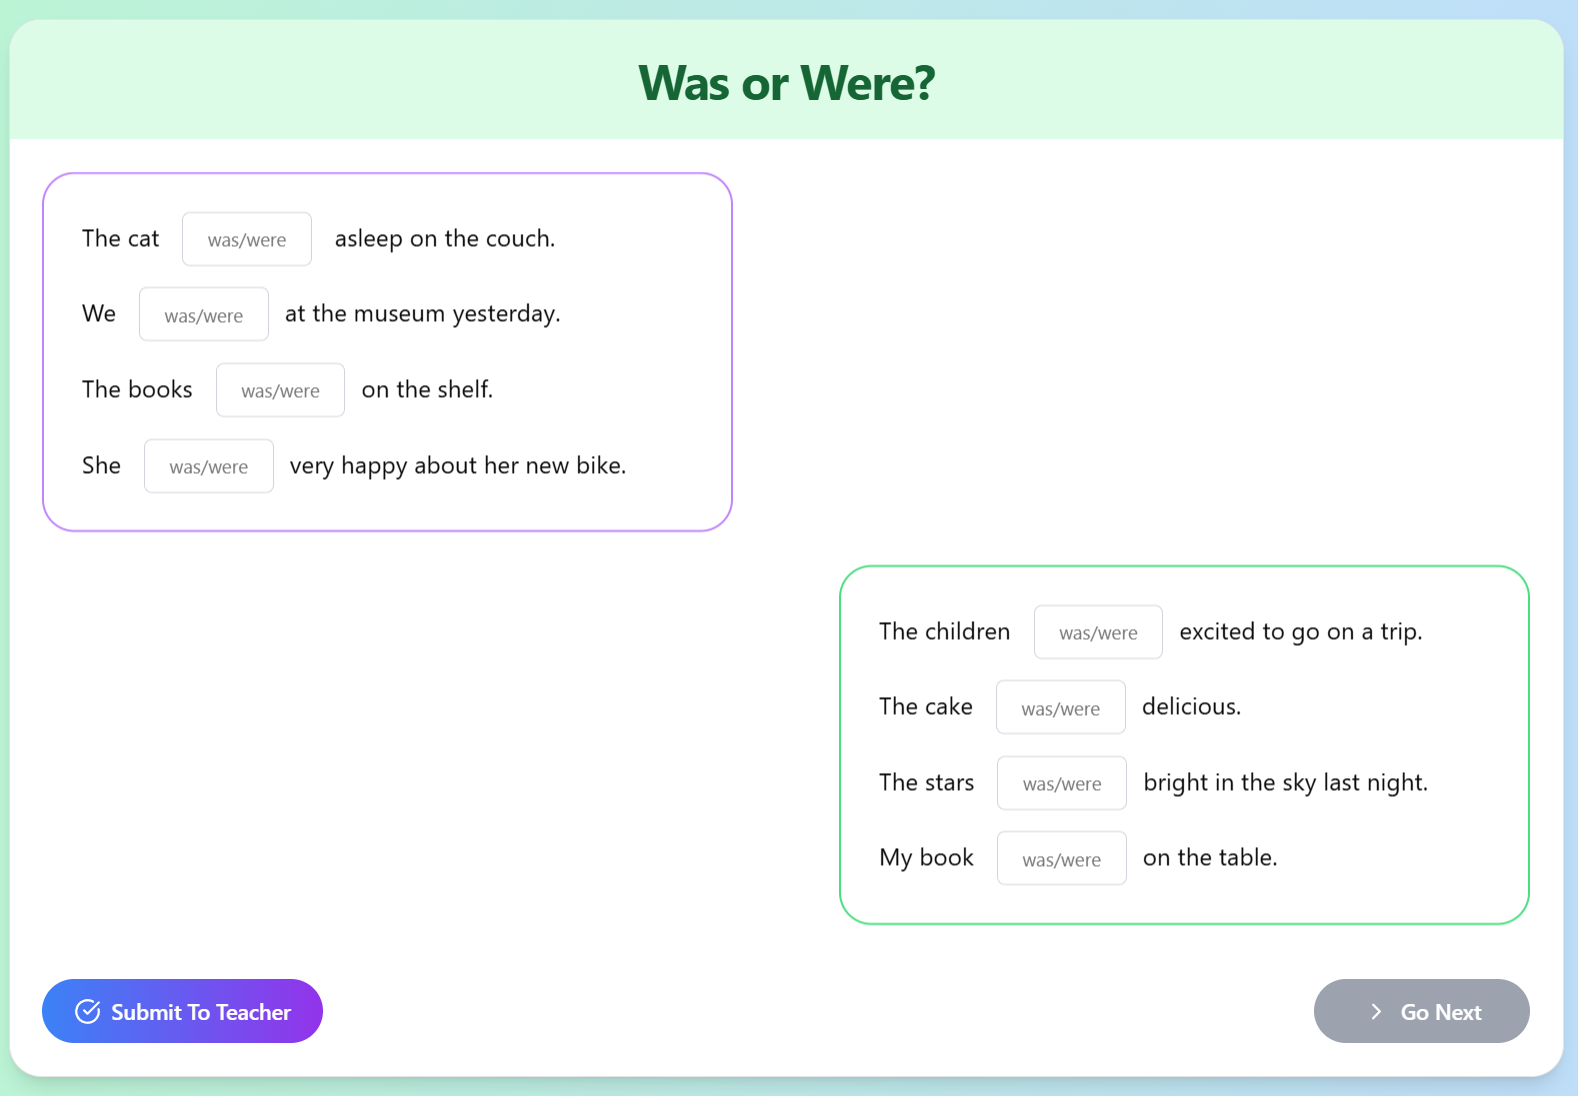 Was or Were?
The cat was/were asleep on the couch.
We was/were at the museum yesterday.
The books was/were on the shelf.
She was/were very happy about her new bike.
The children was/were excited to go on a trip.
The cake was/were delicious.
The stars was/were bright in the sky last night.
My book was/were on the table.
Submit To Teacher
Go Next